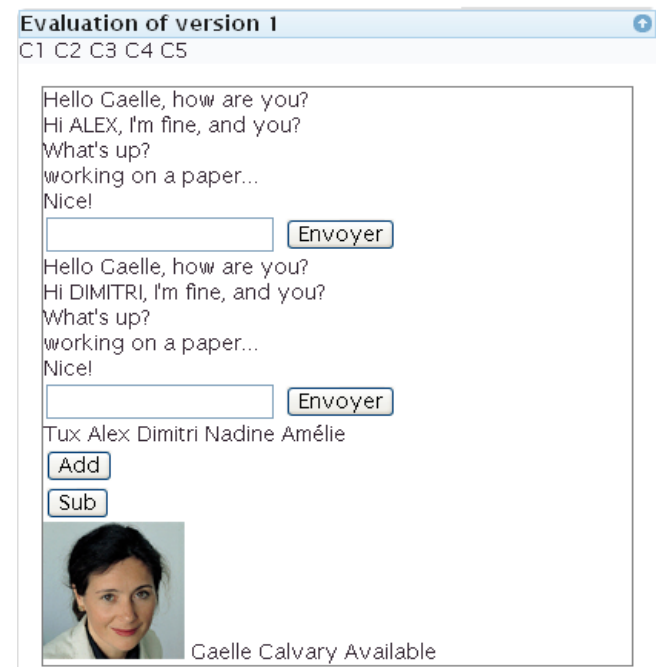 Evaluation of version 1
C1 C2 C3 C4 C5
Hello Gaelle, how are you?
Hi ALEX, I'm fine, and you?
What's up?
working on a paper...
Nice!
Envoyer
Hello Gaelle, how are you?
Hi DIMITRI, I'm fine, and you?
What's up?
working on a paper...
Nice!
Envoyer
Tux Alex Dimitri Nadine Amélie
Add
Sub
Gaelle Calvary Available